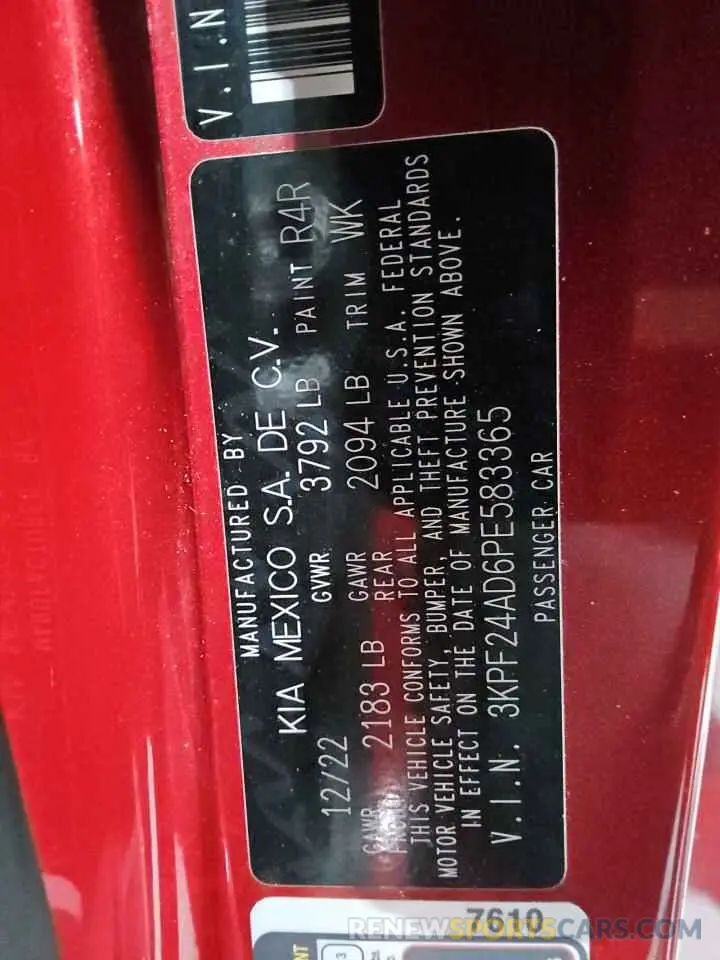 V.I.N
MANUFACTURED BY
KIA MEXICO S.A. DE C.V.
12/22 GVWR 3792 LB PAINT R4R
GAWR FRONT 2183 LB GAWR REAR 2094 LB TRIM WK
THIS VEHICLE CONFORMS TO ALL APPLICABLE U.S.A. FEDERAL
MOTOR VEHICLE SAFETY, BUMPER, AND THEFT PREVENTION STANDARDS
IN EFFECT ON THE DATE OF MANUFACTURE SHOWN ABOVE.
V.I.N. 3KPF24AD6PE583365
PASSENGER CAR
7610
RENEWSPORTSCARS.COM